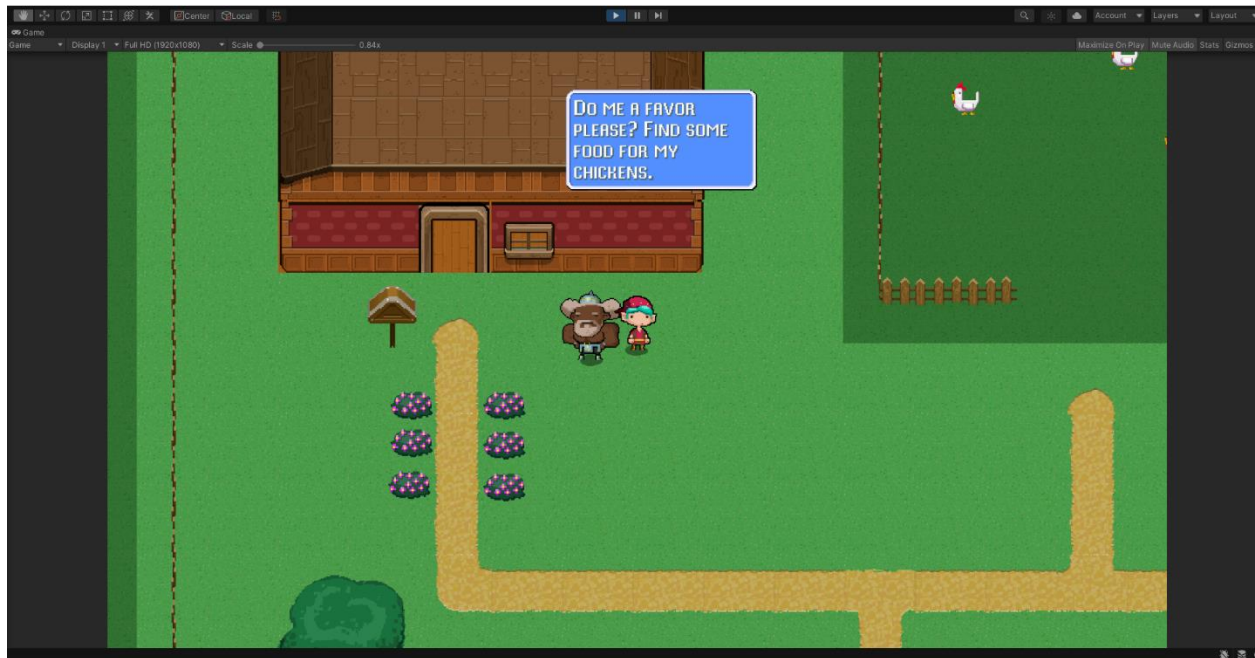 Center Local
Account Layers Layout
Game
Game Display 1 Full HD (1920x1080) Scale 0.84x Maximize On Play Mute Audio Stats Gizmos
DO ME A FAVOR
PLEASE? FIND SOME
FOOD FOR MY
CHICKENS.